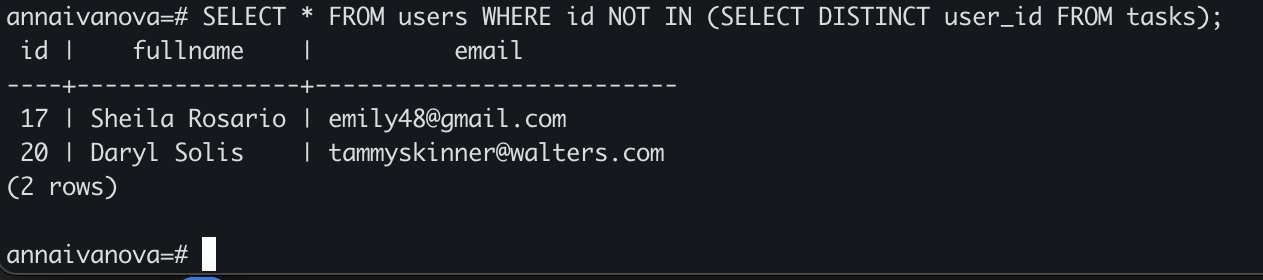 annaivanova=# SELECT * FROM users WHERE id NOT IN (SELECT DISTINCT user_id FROM tasks);
 id |    fullname    |          email
----+----------------+--------------------------
 17 | Sheila Rosario | emily48@gmail.com
 20 | Daryl Solis    | tammyskinner@walters.com
(2 rows)

annaivanova=#